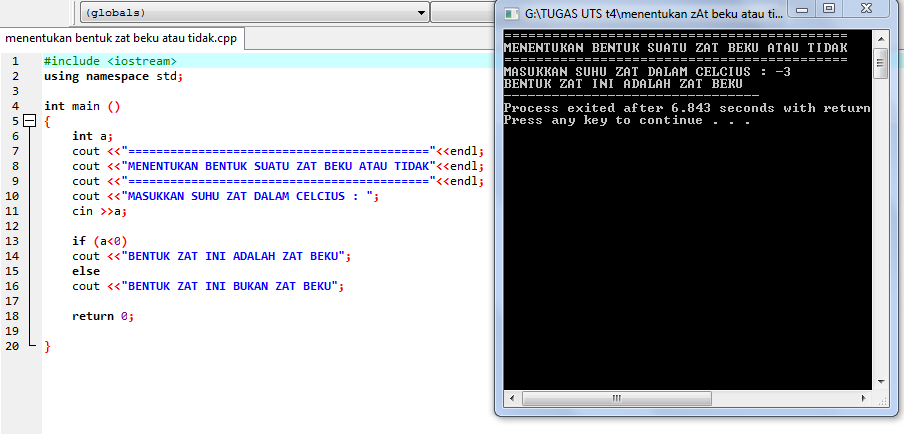 (globals)
menentukan bentuk zat beku atau tidak.cpp
1 #include <iostream>
2 using namespace std;
3
4 int main ()
5 {
6 int a;
7 cout <<"==========================================="<<endl;
8 cout <<"MENENTUKAN BENTUK SUATU ZAT BEKU ATAU TIDAK"<<endl;
9 cout <<"==========================================="<<endl;
10 cout <<"MASUKKAN SUHU ZAT DALAM CELCIUS : ";
11 cin >>a;
12
13 if (a<0)
14 cout <<"BENTUK ZAT INI ADALAH ZAT BEKU";
15 else
16 cout <<"BENTUK ZAT INI BUKAN ZAT BEKU";
17
18 return 0;
19
20 }
G:\TUGAS UTS t4\menentukan zAt beku atau ti...
===========================================
MENENTUKAN BENTUK SUATU ZAT BEKU ATAU TIDAK
===========================================
MASUKKAN SUHU ZAT DALAM CELCIUS : -3
BENTUK ZAT INI ADALAH ZAT BEKU
--------------------------------
Process exited after 6.843 seconds with return
Press any key to continue . . .